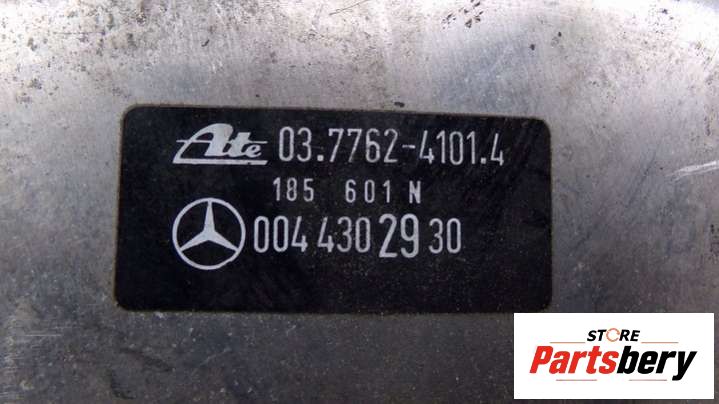 Ate 03.7762-4101.4
185 601 N
004 430 29 30
STORE
Partsbery